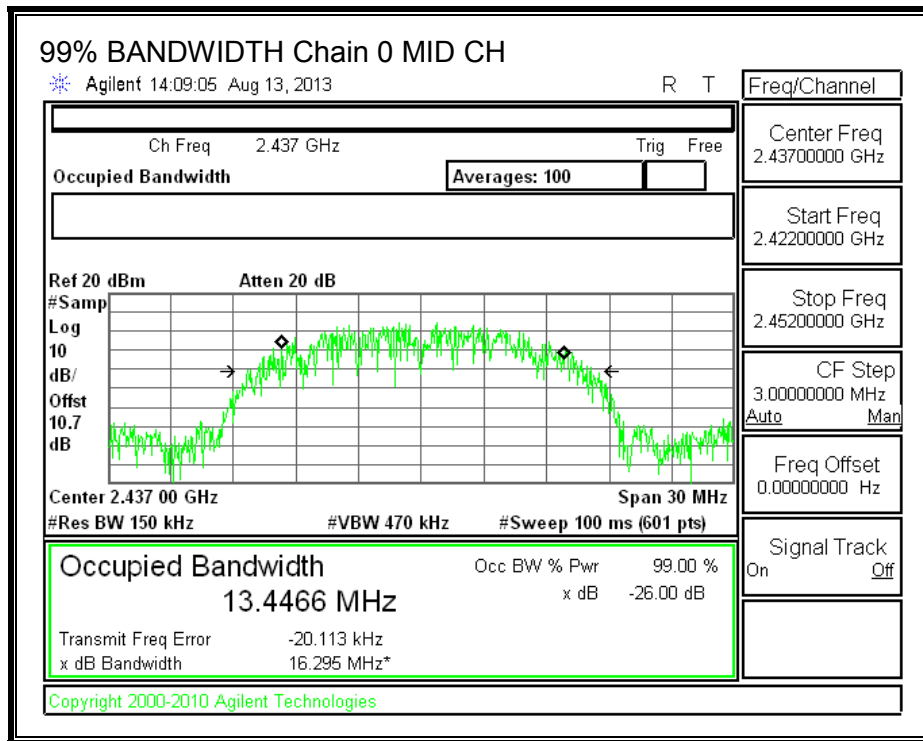 99% BANDWIDTH Chain 0 MID CH
Agilent 14:09:05 Aug 13, 2013 R T
Ch Freq 2.437 GHz Trig Free
Occupied Bandwidth Averages: 100
Ref 20 dBm Atten 20 dB
#Samp
Log
10
dB/
Offst
10.7
dB
Center 2.437 00 GHz Span 30 MHz
#Res BW 150 kHz #VBW 470 kHz #Sweep 100 ms (601 pts)
Occupied Bandwidth Occ BW % Pwr 99.00 %
13.4466 MHz x dB -26.00 dB
Transmit Freq Error -20.113 kHz
x dB Bandwidth 16.295 MHz*
Copyright 2000-2010 Agilent Technologies
Freq/Channel
Center Freq
2.43700000 GHz
Start Freq
2.42200000 GHz
Stop Freq
2.45200000 GHz
CF Step
3.00000000 MHz
Auto Man
Freq Offset
0.00000000 Hz
Signal Track
On Off